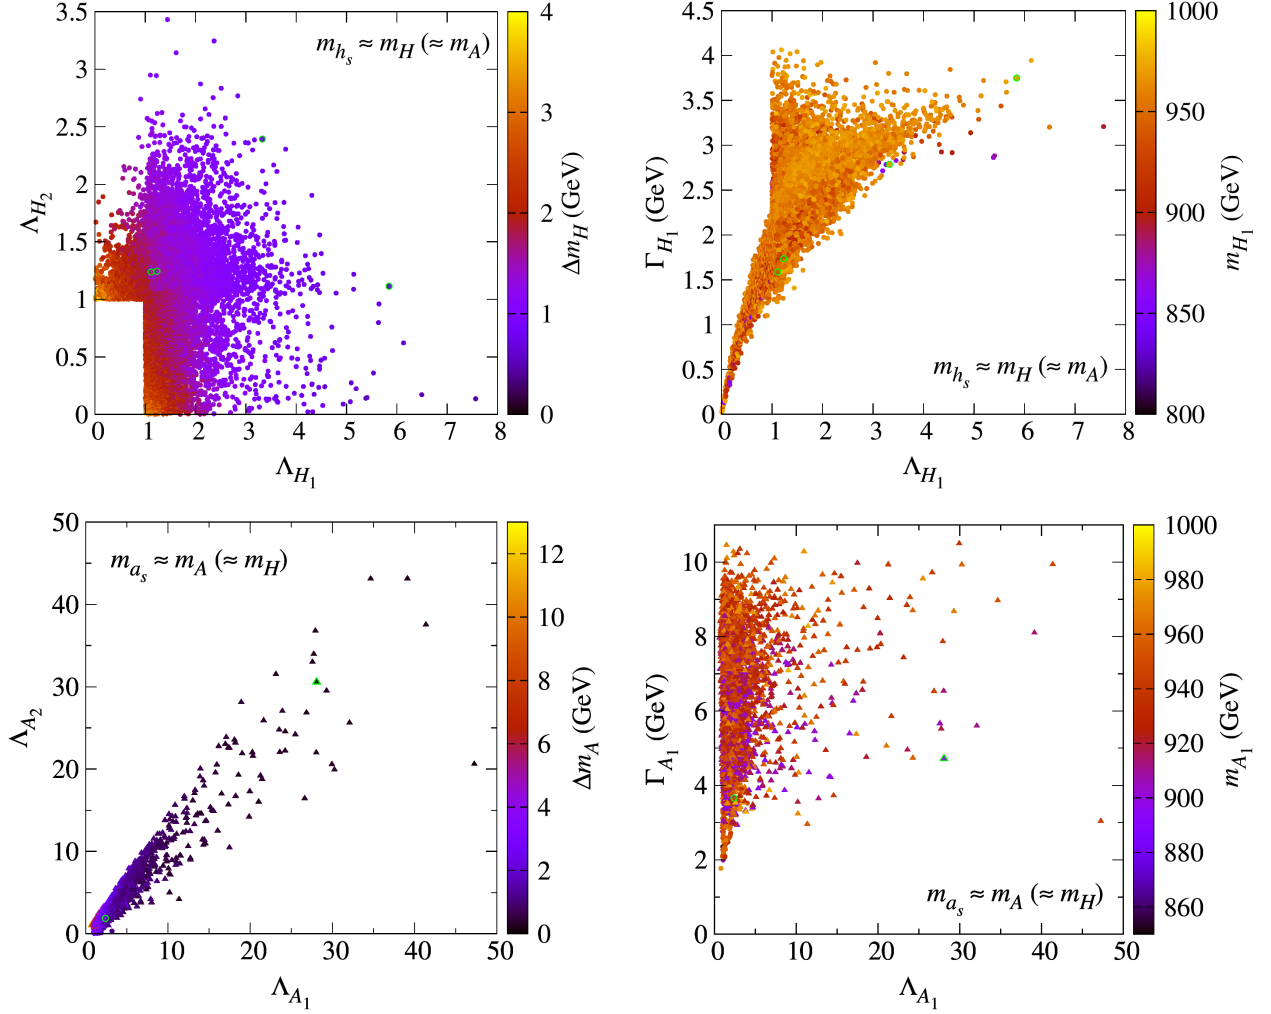 3.5
3
2.5
2
1.5
1
0.5
0
Λ_{H_2}
0 1 2 3 4 5 6 7 8
Λ_{H_1}
m_{h_s} ≈ m_H (≈ m_A)
4
3
2
1
0
Δm_H (GeV)
4.5
4
3.5
3
2.5
2
1.5
1
0.5
0
Γ_{H_1} (GeV)
0 1 2 3 4 5 6 7 8
Λ_{H_1}
m_{h_s} ≈ m_H (≈ m_A)
1000
950
900
850
800
m_{H_1} (GeV)
50
40
30
20
10
0
Λ_{A_2}
0 10 20 30 40 50
Λ_{A_1}
m_{a_s} ≈ m_A (≈ m_H)
12
10
8
6
4
2
0
Δm_A (GeV)
10
8
6
4
2
0
Γ_{A_1} (GeV)
0 10 20 30 40 50
Λ_{A_1}
m_{a_s} ≈ m_A (≈ m_H)
1000
980
960
940
920
900
880
860
m_{A_1} (GeV)